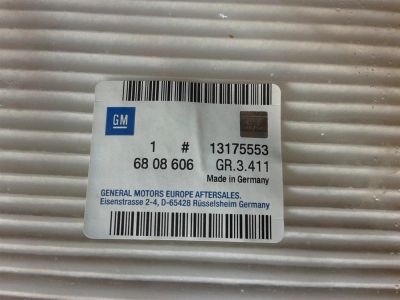 GM
1 # 13175553
68 08 606 GR.3.411
Made in Germany
GENERAL MOTORS EUROPE AFTERSALES.
Eisenstrasse 2-4, D-65428 Rüsselsheim Germany